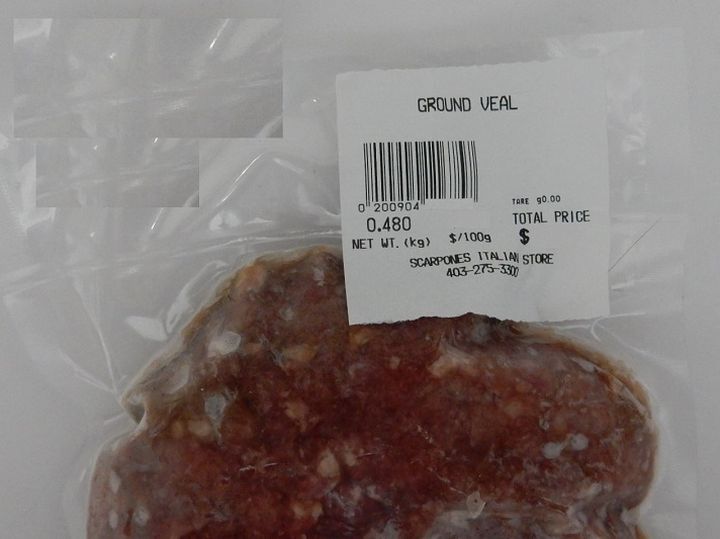 GROUND VEAL
0 200904
0.480
TARE g0.00
TOTAL PRICE
NET WT. (kg) $/100g $
SCARPONES ITALIAN STORE
403-275-3300